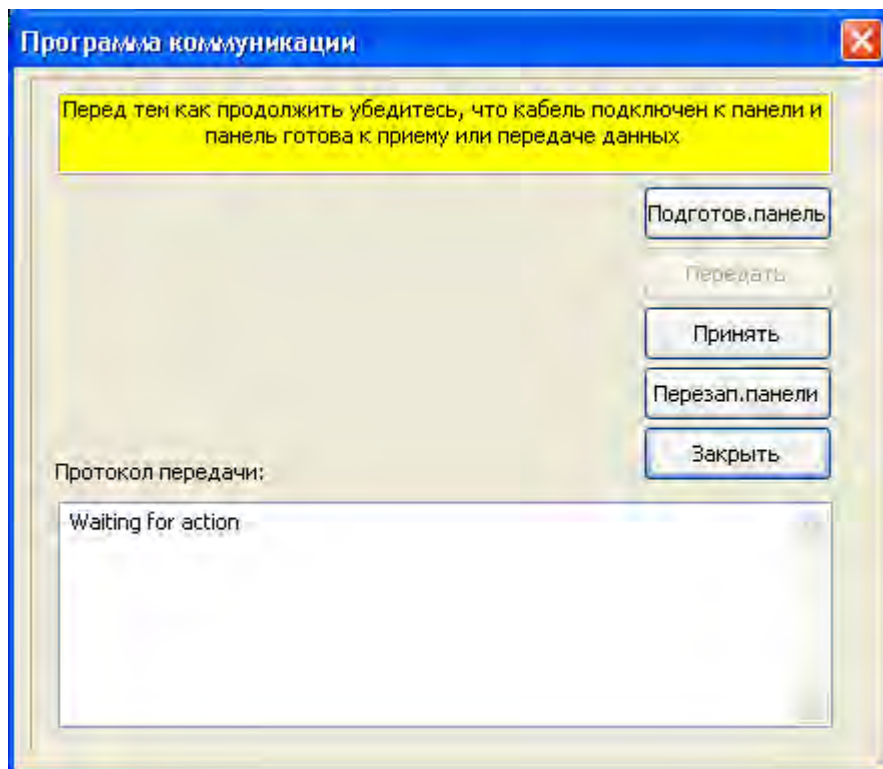 Программа коммуникации
Перед тем как продолжить убедитесь, что кабель подключен к панели и
панель готова к приему или передаче данных
Подготов.панель
Передать
Принять
Перезап.панели
Закрыть
Протокол передачи:
Waiting for action